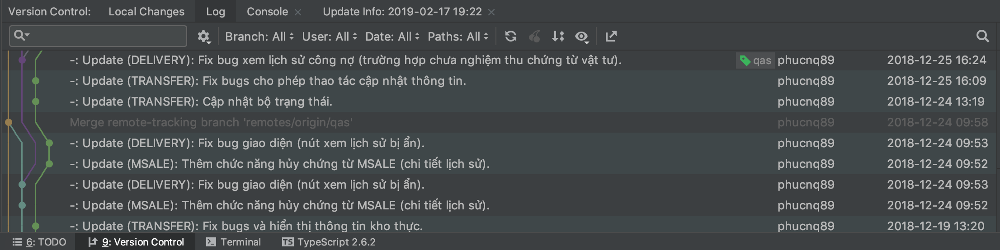 Version Control: Local Changes Log Console Update Info: 2019-02-17 19:22
Branch: All User: All Date: All Paths: All
-: Update (DELIVERY): Fix bug xem lịch sử công nợ (trường hợp chưa nghiệm thu chứng từ vật tư). qas phucnq89 2018-12-25 16:24
-: Update (TRANSFER): Fix bugs cho phép thao tác cập nhật thông tin. phucnq89 2018-12-25 16:09
-: Update (TRANSFER): Cập nhật bộ trạng thái. phucnq89 2018-12-24 13:19
Merge remote-tracking branch 'remotes/origin/qas' phucnq89 2018-12-24 09:58
-: Update (DELIVERY): Fix bug giao diện (nút xem lịch sử bị ẩn). phucnq89 2018-12-24 09:53
-: Update (MSALE): Thêm chức năng hủy chứng từ MSALE (chi tiết lịch sử). phucnq89 2018-12-24 09:52
-: Update (DELIVERY): Fix bug giao diện (nút xem lịch sử bị ẩn). phucnq89 2018-12-24 09:53
-: Update (MSALE): Thêm chức năng hủy chứng từ MSALE (chi tiết lịch sử). phucnq89 2018-12-24 09:52
-: Update (TRANSFER): Fix bugs và hiển thị thông tin kho thực. phucnq89 2018-12-19 13:20
6: TODO 9: Version Control Terminal TS TypeScript 2.6.2